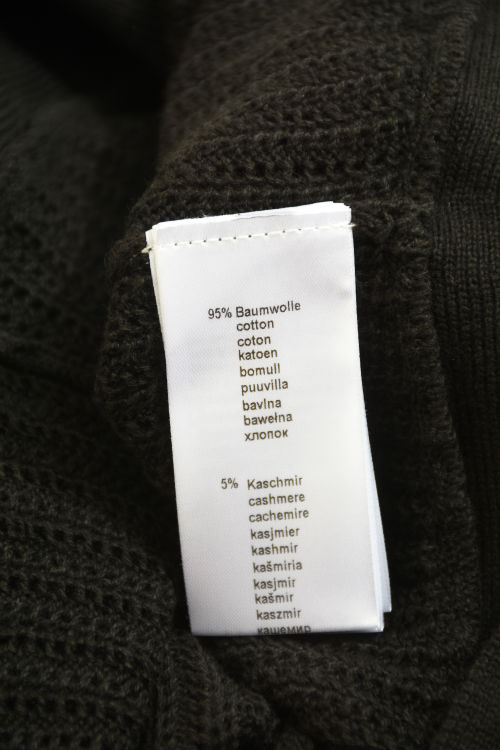 95% Baumwolle
cotton
coton
katoen
bomull
puuvilla
bavlna
bawełna
хлопок
5% Kaschmir
cashmere
cachemire
kasjmier
kashmir
kašmiria
kasjmir
kašmir
kaszmir
кашемир